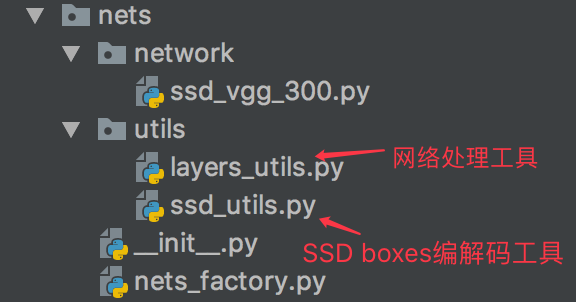 nets
network
ssd_vgg_300.py
utils
layers_utils.py
网络处理工具
ssd_utils.py
SSD boxes编解码工具
__init__.py
nets_factory.py